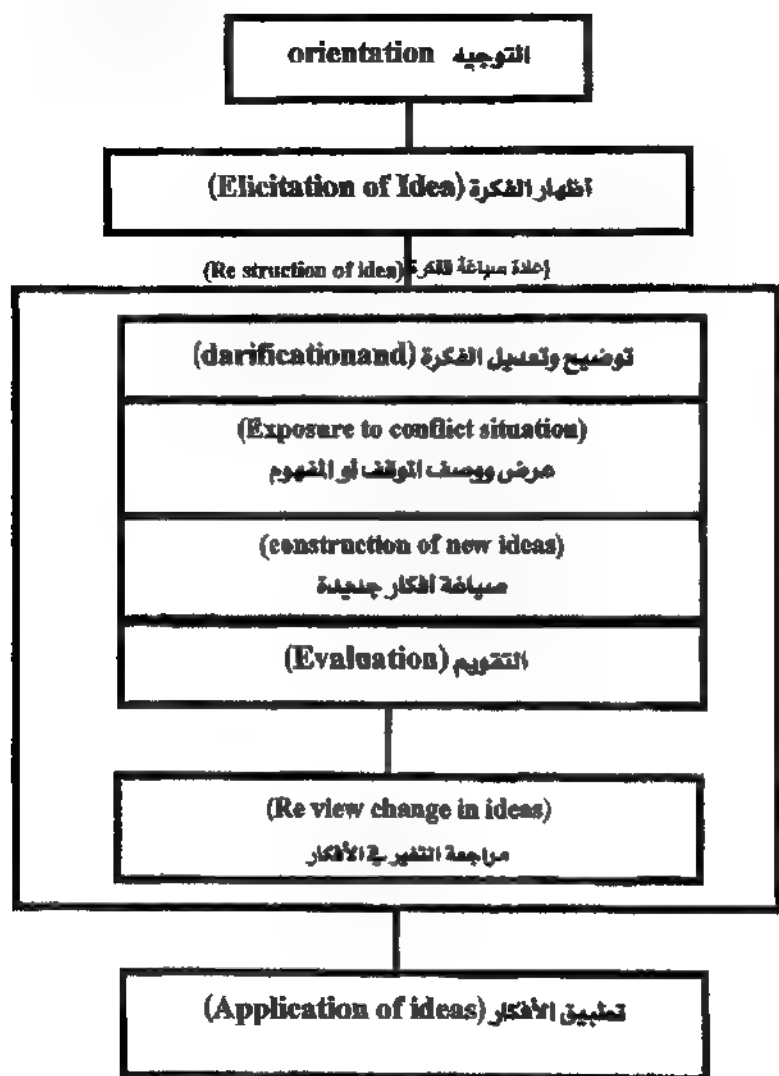 التوجيه orientation
(Elicitation of Idea) اظهار الفكرة
(Re struction of idea) إعادة صياغة الفكرة
(darificationand) توضيح وتعديل الفكرة
(Exposure to conflict situation)
عرض ووصف الموقف أو المفهوم
(construction of new ideas)
صياغة أفكار جديدة
(Evaluation) التقويم
(Re view change in ideas)
مراجعة التغير في الأفكار
(Application of ideas) تطبيق الأفكار